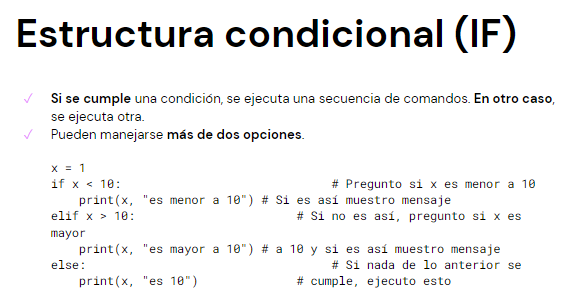 Estructura condicional (IF)
✓ Si se cumple una condición, se ejecuta una secuencia de comandos. En otro caso,
se ejecuta otra.
✓ Pueden manejarse más de dos opciones.
x = 1
if x < 10:                              # Pregunto si x es menor a 10
    print(x, "es menor a 10") # Si es así muestro mensaje
elif x > 10:                       # Si no es así, pregunto si x es
mayor
    print(x, "es mayor a 10") # a 10 y si es así muestro mensaje
else:                                   # Si nada de lo anterior se
    print(x, "es 10")              # cumple, ejecuto esto